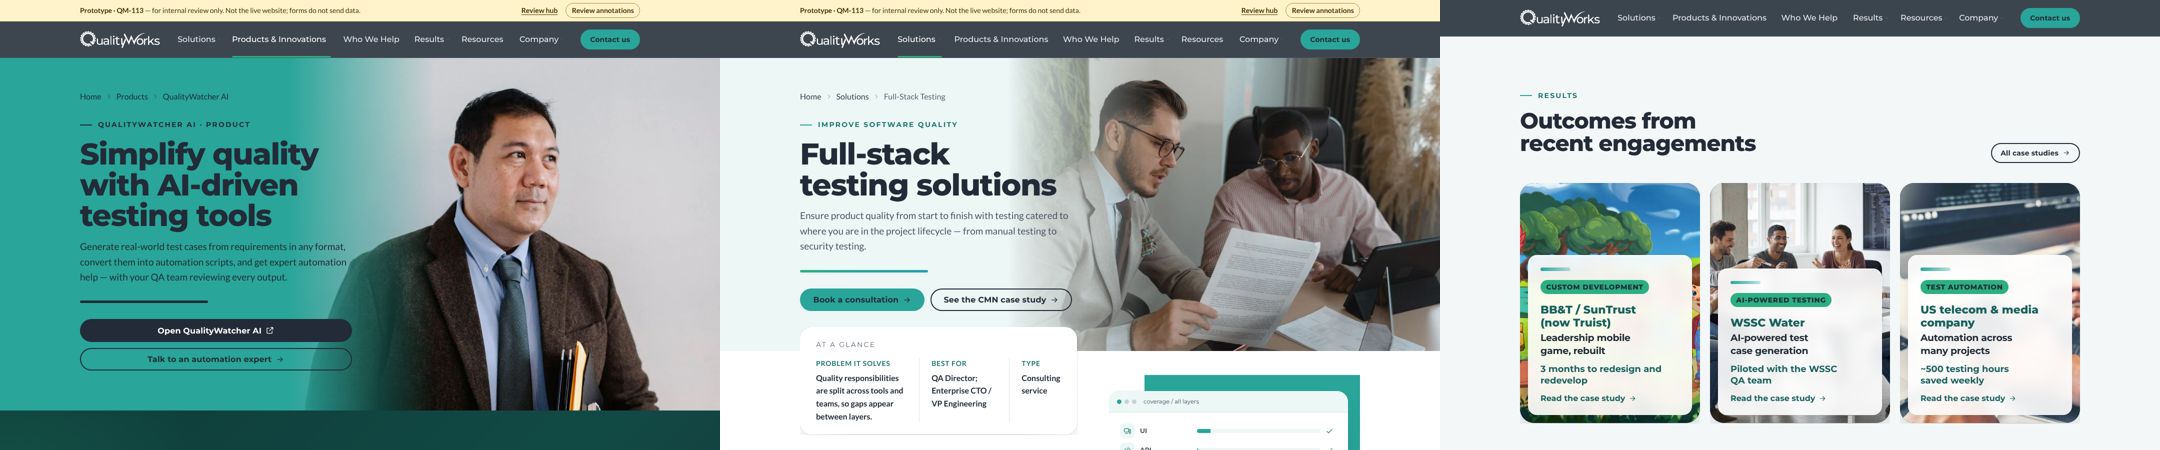 Prototype · QM-113 — for internal review only. Not the live website; forms do not send data.
Review hub
Review annotations
QualityWorks
Solutions
Products & Innovations
Who We Help
Results
Resources
Company
Contact us
Home
Products
QualityWatcher AI
QUALITYWATCHER AI · PRODUCT
Simplify quality
with AI-driven
testing tools
Generate real-world test cases from requirements in any format,
convert them into automation scripts, and get expert automation
help — with your QA team reviewing every output.
Open QualityWatcher AI
Talk to an automation expert →
Prototype · QM-113 — for internal review only. Not the live website; forms do not send data.
Review hub
Review annotations
QualityWorks
Solutions
Products & Innovations
Who We Help
Results
Resources
Company
Contact us
Home
Solutions
Full-Stack Testing
IMPROVE SOFTWARE QUALITY
Full-stack
testing solutions
Ensure product quality from start to finish with testing catered to
where you are in the project lifecycle — from manual testing to
security testing.
Book a consultation →
See the CMN case study →
AT A GLANCE
PROBLEM IT SOLVES
Quality responsibilities
are split across tools and
teams, so gaps appear
between layers.
BEST FOR
QA Director;
Enterprise CTO /
VP Engineering
TYPE
Consulting
service
coverage / all layers
UI
API
QualityWorks
Solutions
Products & Innovations
Who We Help
Results
Resources
Company
Contact us
RESULTS
Outcomes from
recent engagements
All case studies →
CUSTOM DEVELOPMENT
BB&T / SunTrust
(now Truist)
Leadership mobile
game, rebuilt
3 months to redesign and
redevelop
Read the case study →
AI-POWERED TESTING
WSSC Water
AI-powered test
case generation
Piloted with the WSSC
QA team
Read the case study →
TEST AUTOMATION
US telecom & media
company
Automation across
many projects
~500 testing hours
saved weekly
Read the case study →